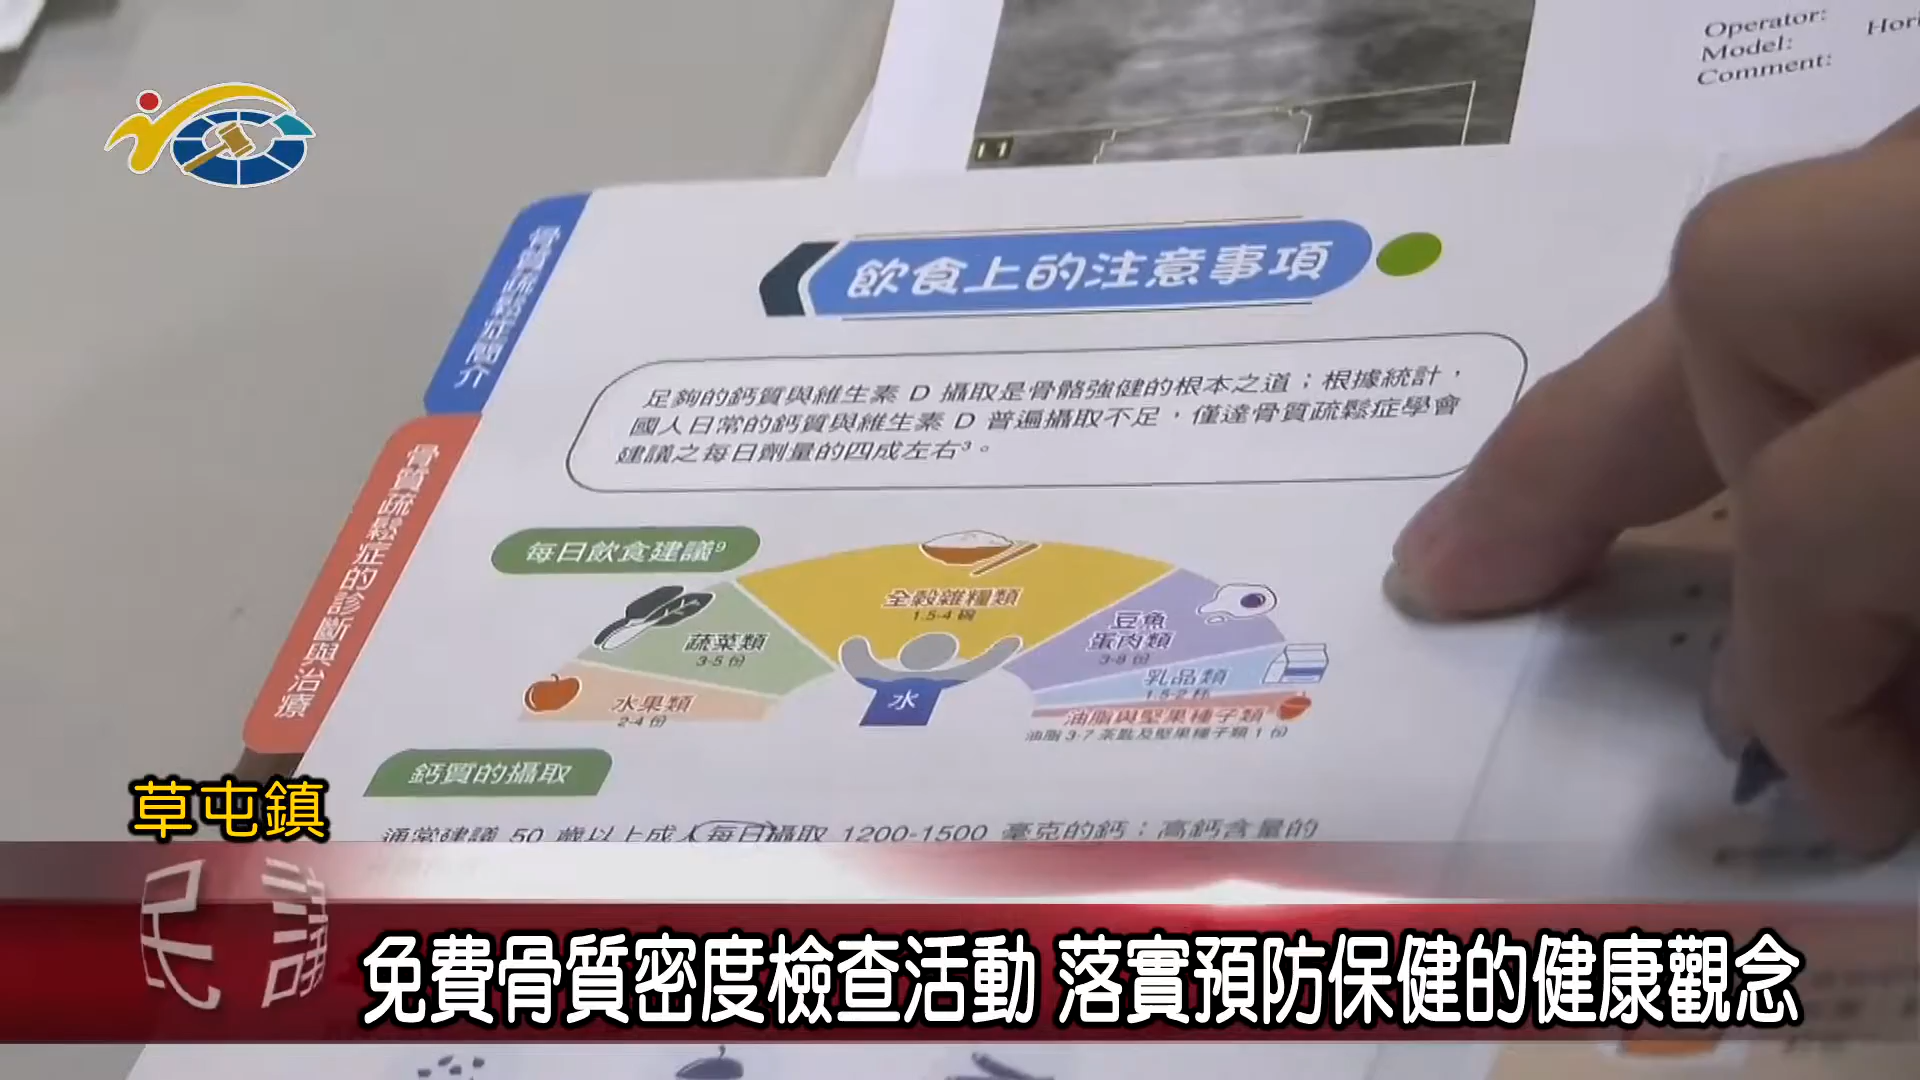 Operator:
Model:
Comment:
骨質疏鬆症簡介
飲食上的注意事項
足夠的鈣質與維生素 D 攝取是骨骼強健的根本之道；根據統計，
國人日常的鈣質與維生素 D 普遍攝取不足，僅達骨質疏鬆症學會
建議之每日劑量的四成左右³。
骨質疏鬆症的診斷與治療
每日飲食建議⁹
全穀雜糧類
1.5-4 碗
豆魚
蛋肉類
3-8 份
蔬菜類
3-5 份
乳品類
1.5-2 杯
水果類
2-4 份
水
油脂與堅果種子類
油脂 3-7 茶匙及堅果種子類 1 份
鈣質的攝取
通常建議 50 歲以上成人每日攝取 1200-1500 毫克的鈣；高鈣含量的
草屯鎮
免費骨質密度檢查活動 落實預防保健的健康觀念